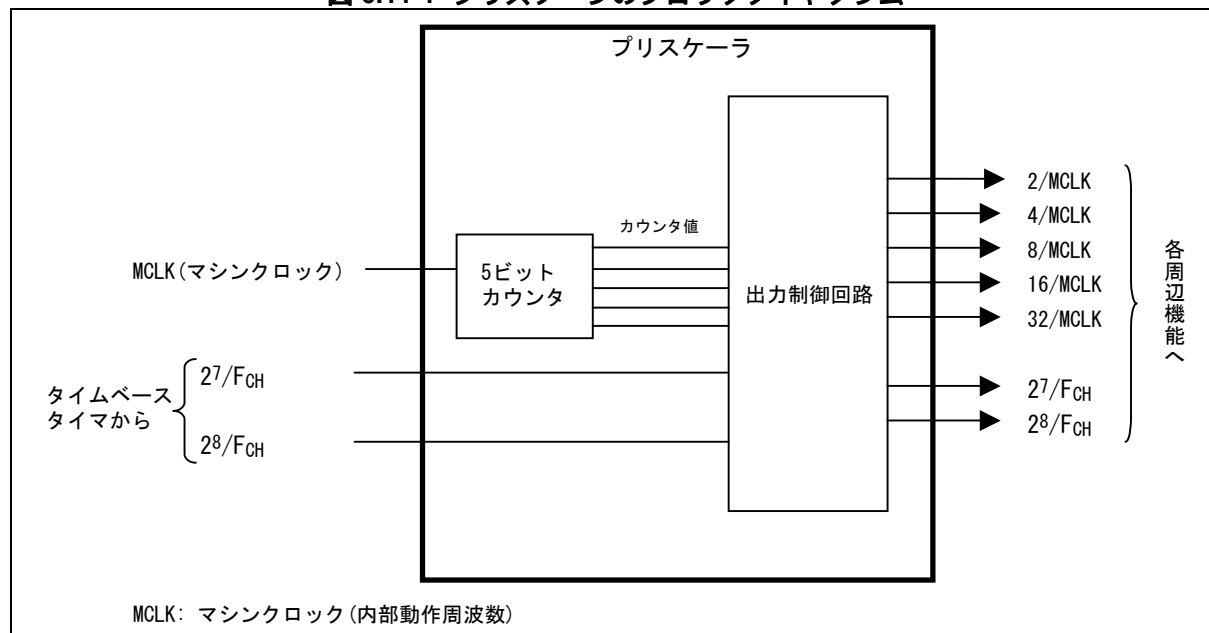 プリスケーラ
カウンタ値
MCLK(マシンクロック)
5ビット
カウンタ
出力制御回路
2/MCLK
4/MCLK
8/MCLK
16/MCLK
32/MCLK
各周辺機能へ
タイムベース
タイマから
2⁷/FCH
2⁸/FCH
2⁷/FCH
2⁸/FCH
MCLK: マシンクロック(内部動作周波数)